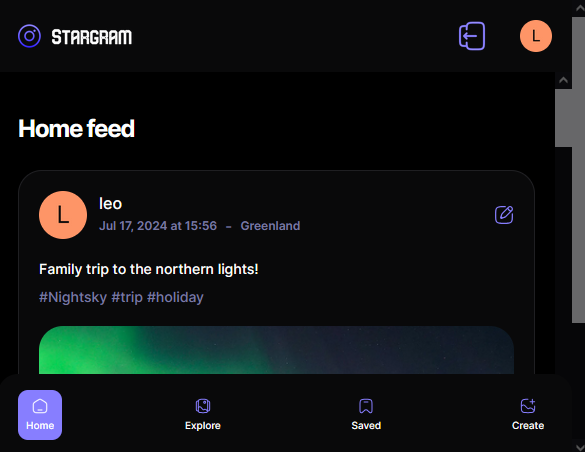 STARGRAM
L
Home feed
L
leo
Jul 17, 2024 at 15:56 - Greenland
Family trip to the northern lights!
#Nightsky #trip #holiday
Home
Explore
Saved
Create